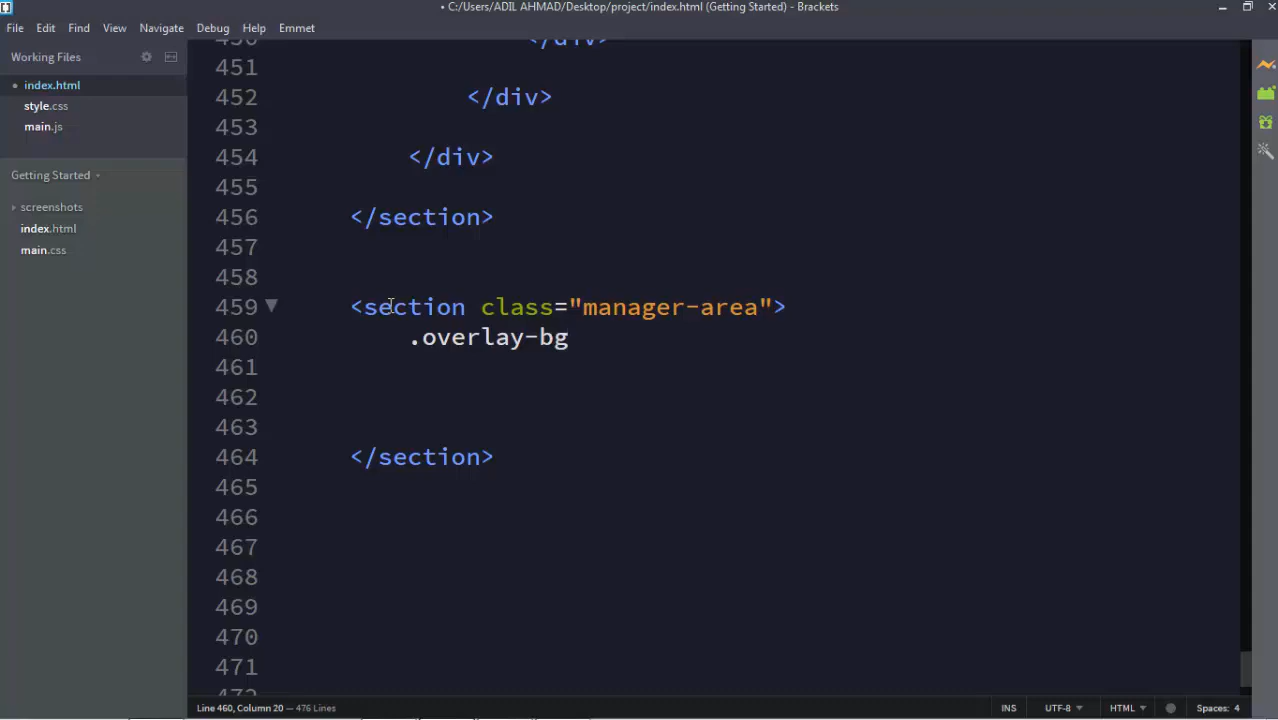 • C:/Users/ADIL AHMAD/Desktop/project/index.html (Getting Started) - Brackets
File Edit Find View Navigate Debug Help Emmet
Working Files
• index.html
style.css
main.js
Getting Started
screenshots
index.html
main.css
450 </div>
451
452 </div>
453
454 </div>
455
456 </section>
457
458
459 <section class="manager-area">
460 .overlay-bg
461
462
463
464 </section>
465
466
467
468
469
470
471
472
Line 460, Column 20 — 476 Lines
INS UTF-8 HTML Spaces: 4